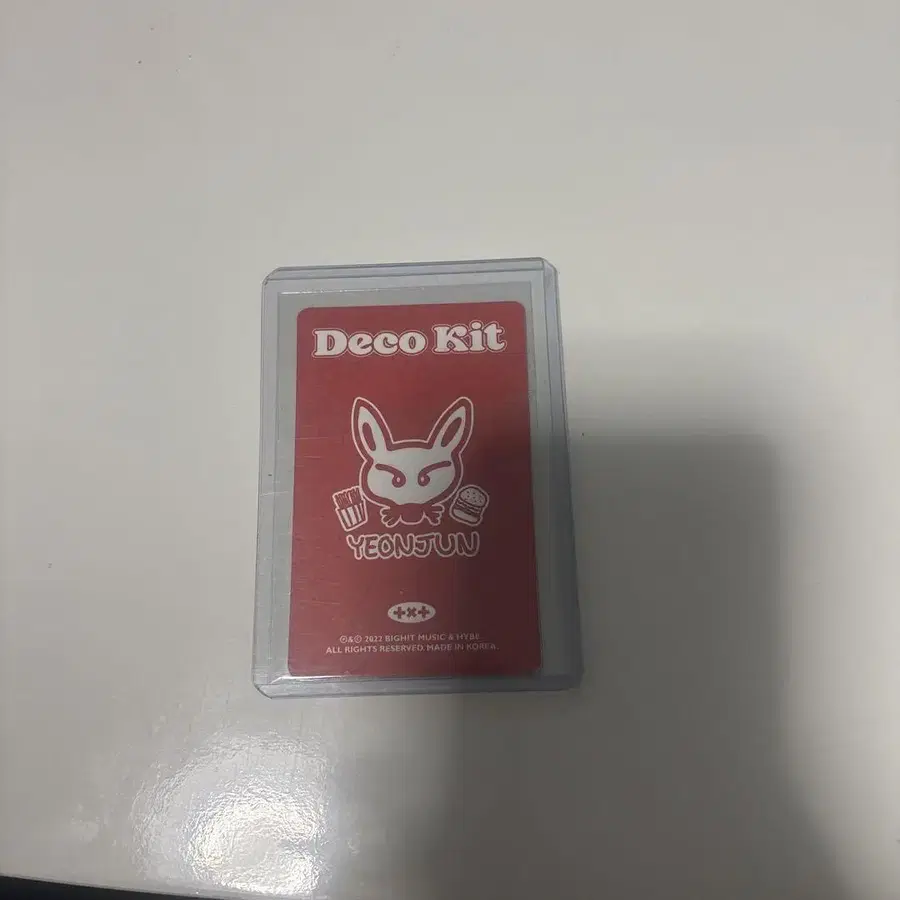 Deco Kit
YEONJUN
+×+
℗&© 2022 BIGHIT MUSIC & HYBE
ALL RIGHTS RESERVED. MADE IN KOREA.